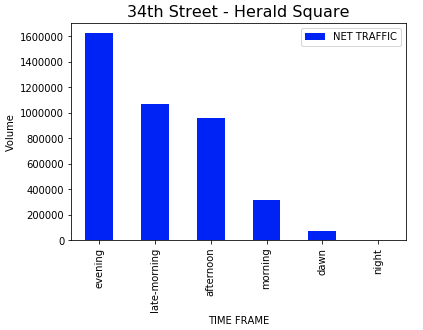 34th Street - Herald Square
NET TRAFFIC
1600000
1400000
1200000
1000000
800000
600000
400000
200000
0
Volume
evening
late-morning
afternoon
morning
dawn
night
TIME FRAME